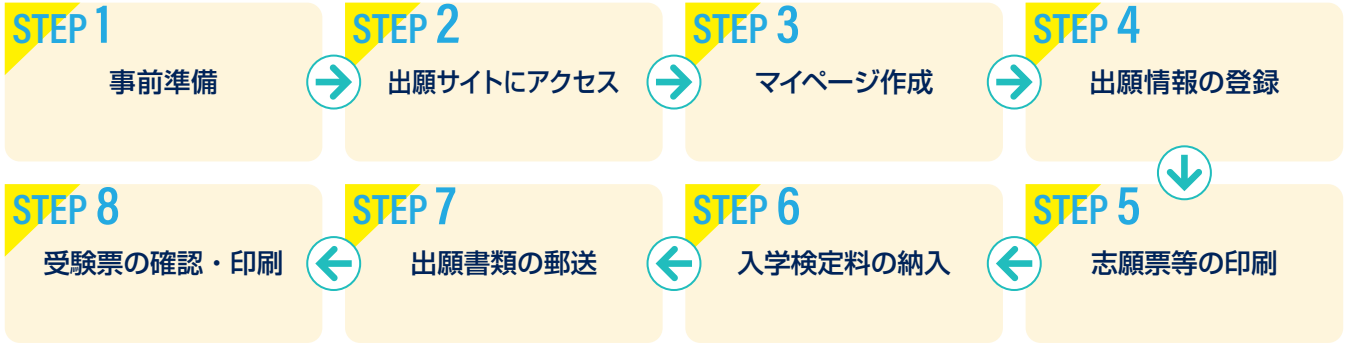 STEP 1
事前準備
STEP 2
出願サイトにアクセス
STEP 3
マイページ作成
STEP 4
出願情報の登録
STEP 5
志願票等の印刷
STEP 6
入学検定料の納入
STEP 7
出願書類の郵送
STEP 8
受験票の確認・印刷